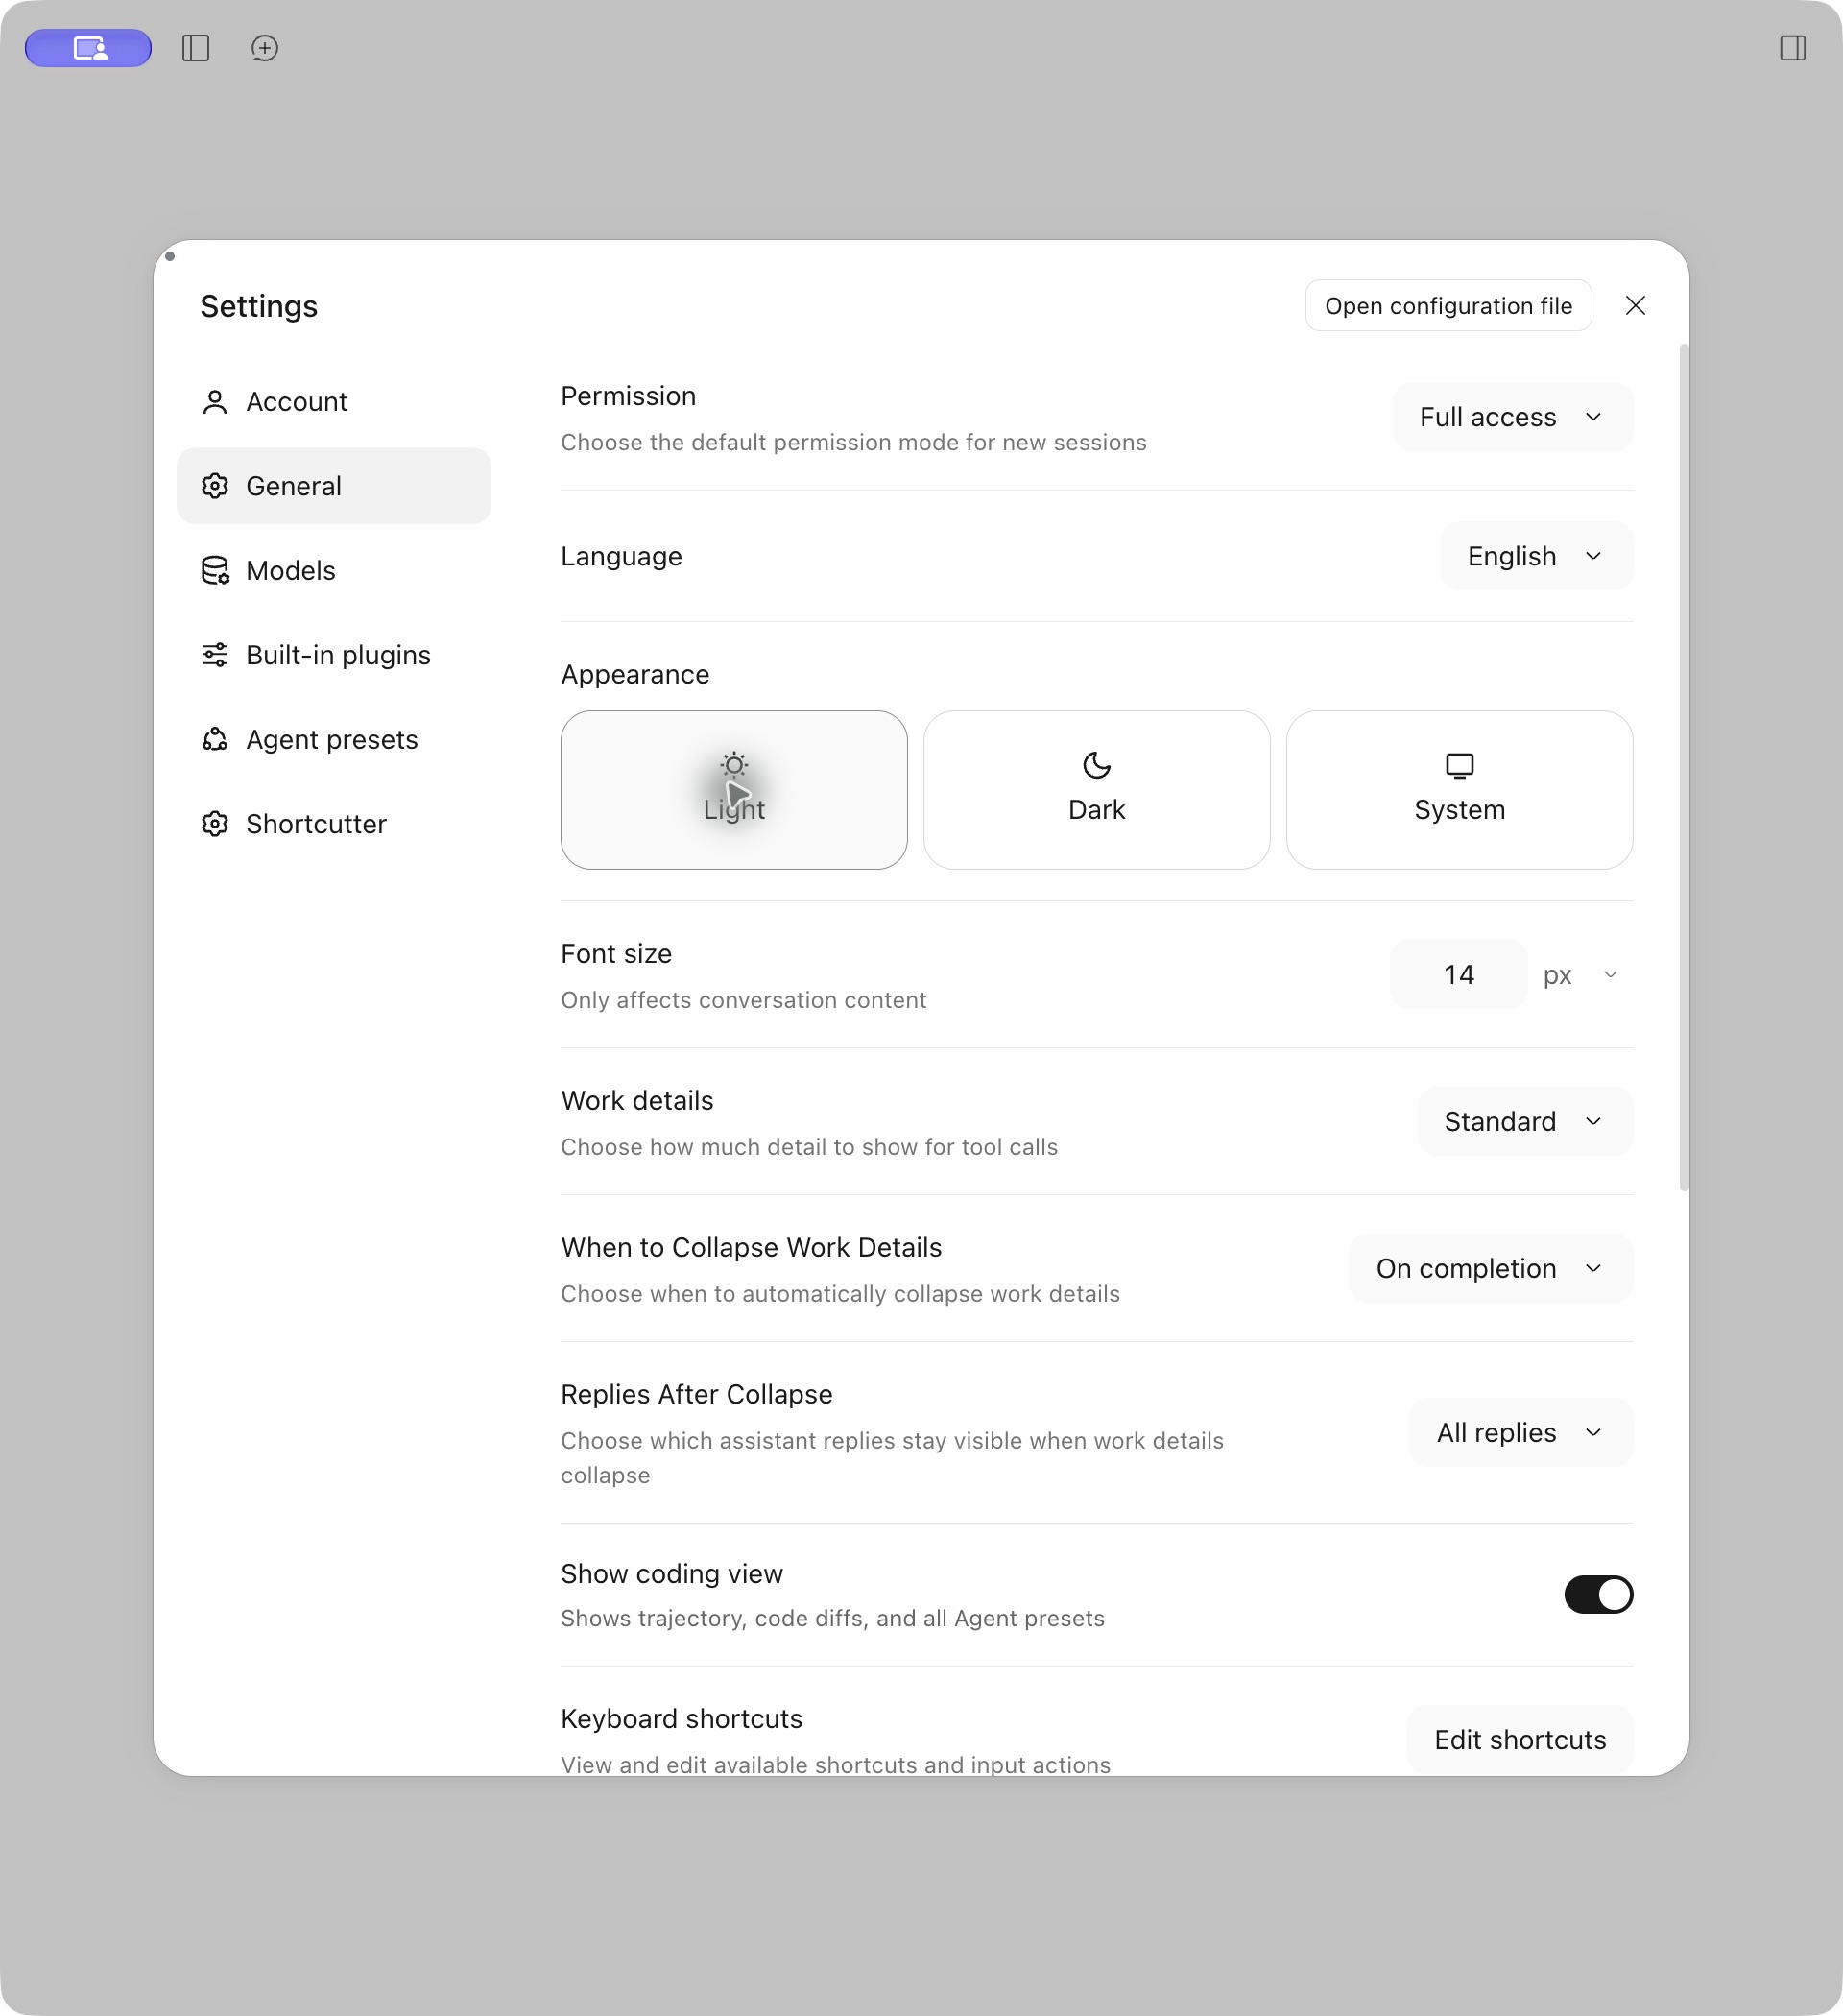 Settings
Open configuration file
Account
General
Models
Built-in plugins
Agent presets
Shortcutter
Permission
Choose the default permission mode for new sessions
Full access
Language
English
Appearance
Light
Dark
System
Font size
Only affects conversation content
14
px
Work details
Choose how much detail to show for tool calls
Standard
When to Collapse Work Details
Choose when to automatically collapse work details
On completion
Replies After Collapse
Choose which assistant replies stay visible when work details
collapse
All replies
Show coding view
Shows trajectory, code diffs, and all Agent presets
Keyboard shortcuts
View and edit available shortcuts and input actions
Edit shortcuts